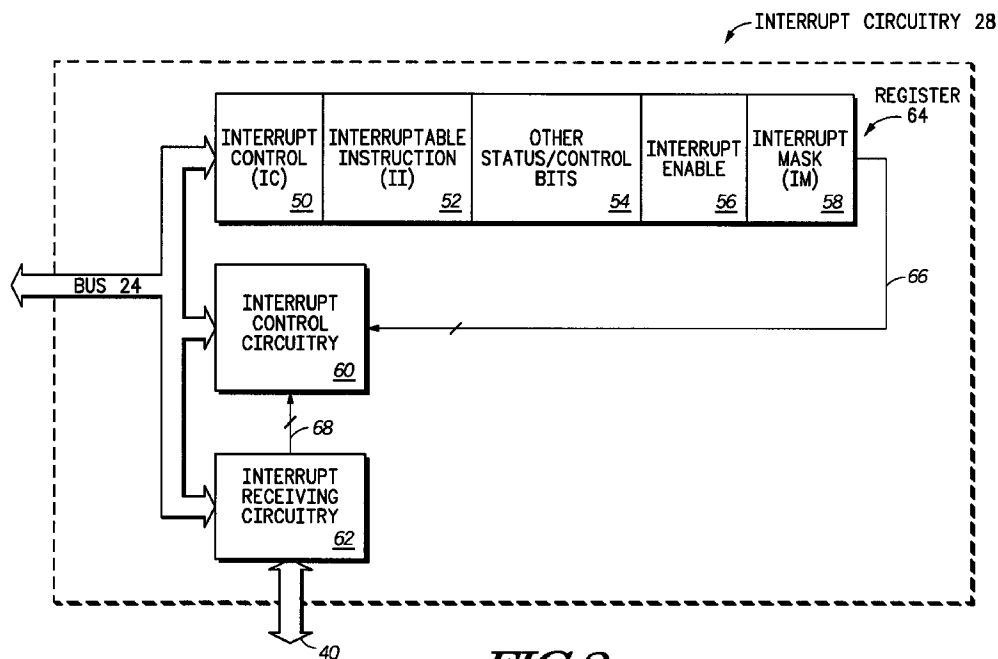 INTERRUPT CIRCUITRY 28
REGISTER
64
INTERRUPT
CONTROL
(IC)
50
INTERRUPTABLE
INSTRUCTION
(II)
52
OTHER
STATUS/CONTROL
BITS
54
INTERRUPT
ENABLE
56
INTERRUPT
MASK
(IM)
58
BUS 24
66
INTERRUPT
CONTROL
CIRCUITRY
60
68
INTERRUPT
RECEIVING
CIRCUITRY
62
40